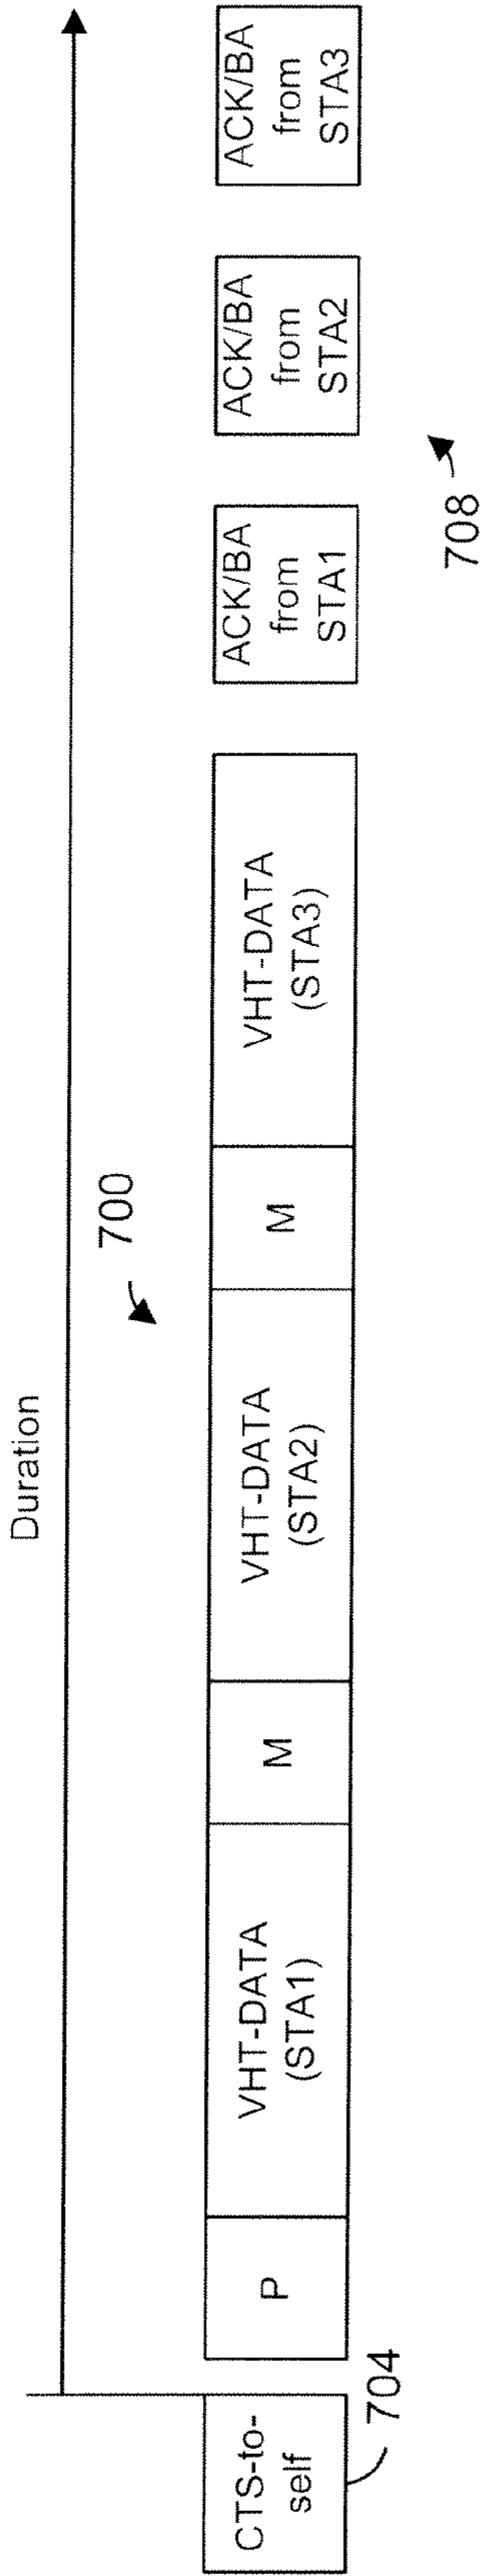 Duration
700
CTS-to-
self
704
P
VHT-DATA
(STA1)
M
VHT-DATA
(STA2)
M
VHT-DATA
(STA3)
ACK/BA
from
STA1
ACK/BA
from
STA2
ACK/BA
from
STA3
708